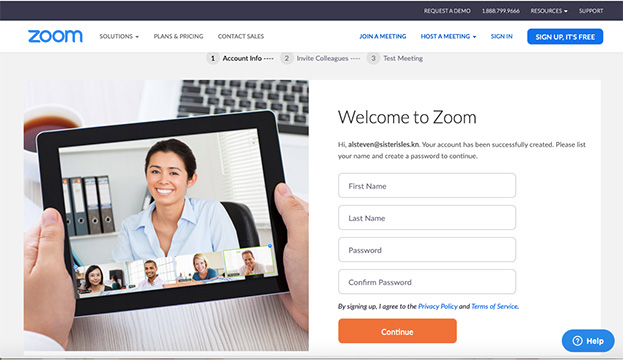 REQUEST A DEMO 1.888.799.9666 RESOURCES SUPPORT
zoom SOLUTIONS PLANS & PRICING CONTACT SALES JOIN A MEETING HOST A MEETING SIGN IN SIGN UP, IT'S FREE
1 Account Info ---- 2 Invite Colleagues ---- 3 Test Meeting
Welcome to Zoom
Hi, alsteven@sisterisles.kn. Your account has been successfully created. Please list
your name and create a password to continue.
First Name
Last Name
Password
Confirm Password
By signing up, I agree to the Privacy Policy and Terms of Service.
Continue
? Help